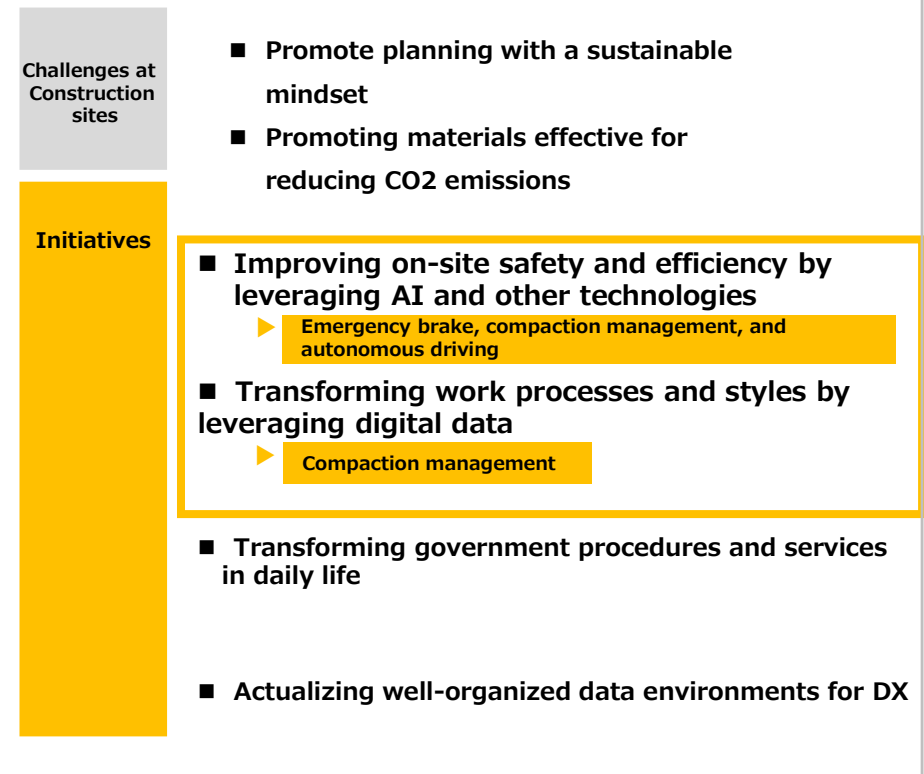 Challenges at
Construction
sites
■ Promote planning with a sustainable
mindset
■ Promoting materials effective for
reducing CO2 emissions
Initiatives
■ Improving on-site safety and efficiency by
leveraging AI and other technologies
▶ Emergency brake, compaction management, and
autonomous driving
■ Transforming work processes and styles by
leveraging digital data
▶ Compaction management
■ Transforming government procedures and services
in daily life
■ Actualizing well-organized data environments for DX